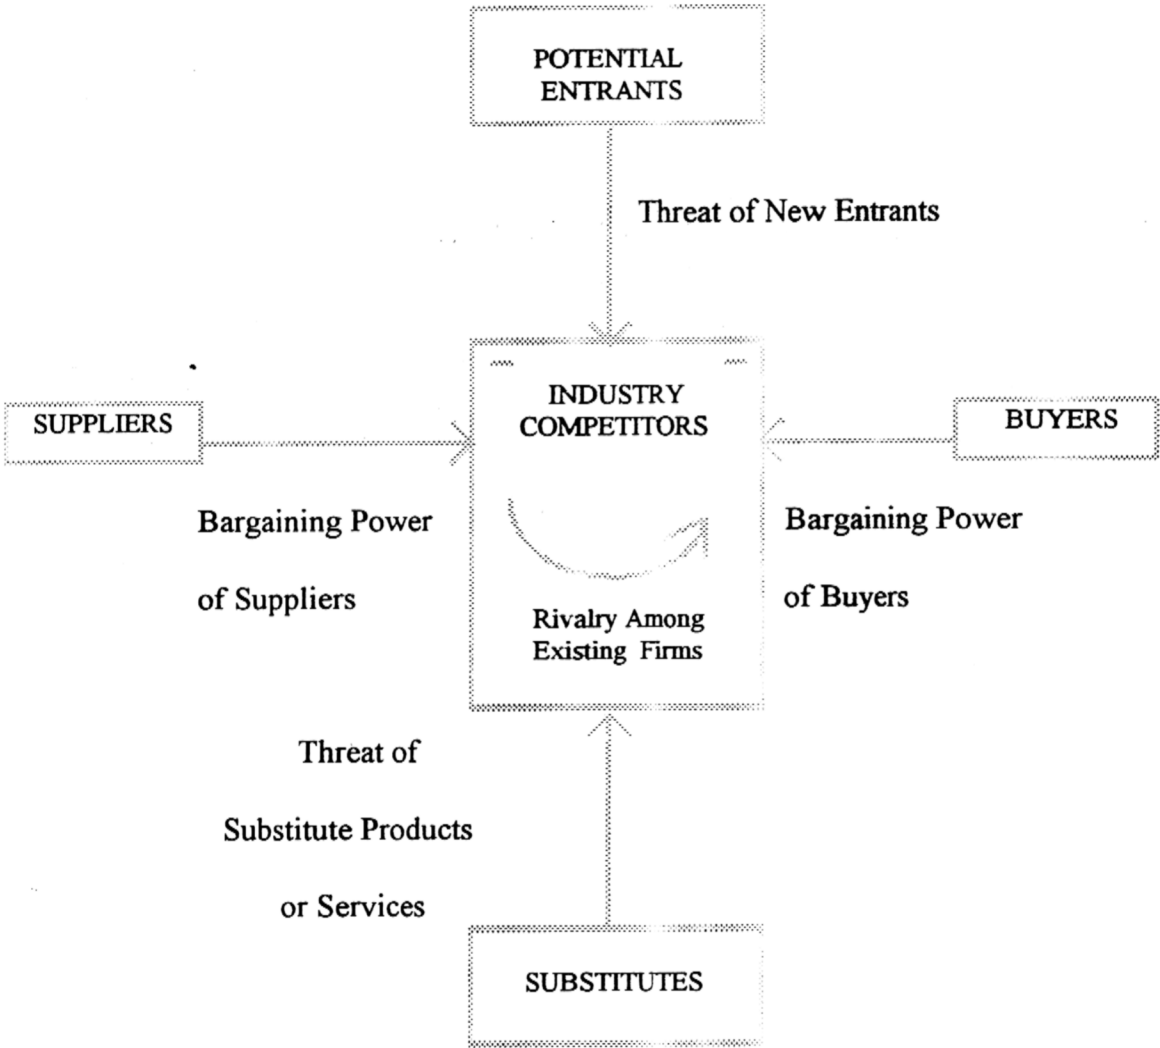 POTENTIAL
ENTRANTS
Threat of New Entrants
INDUSTRY
COMPETITORS
SUPPLIERS
BUYERS
Bargaining Power
of Suppliers
Bargaining Power
of Buyers
Rivalry Among
Existing Firms
Threat of
Substitute Products
or Services
SUBSTITUTES